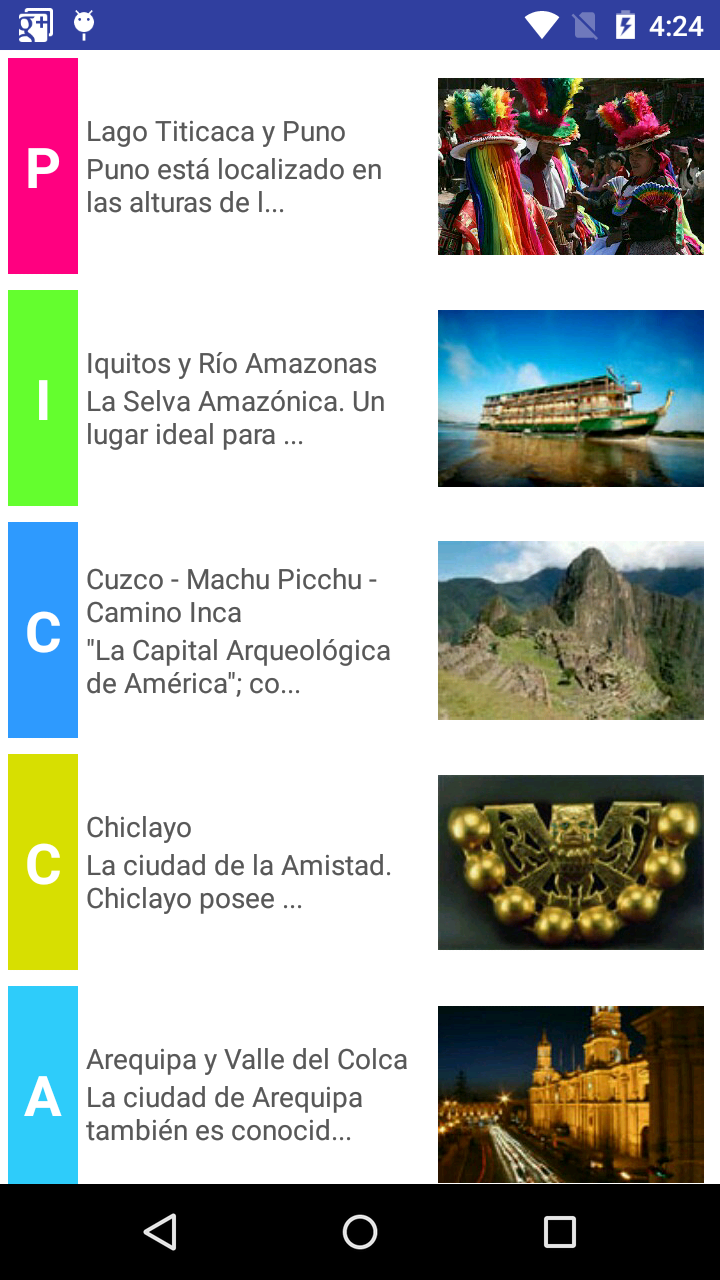 4:24
P
Lago Titicaca y Puno
Puno está localizado en
las alturas de l...
I
Iquitos y Río Amazonas
La Selva Amazónica. Un
lugar ideal para ...
C
Cuzco - Machu Picchu -
Camino Inca
"La Capital Arqueológica
de América"; co...
C
Chiclayo
La ciudad de la Amistad.
Chiclayo posee ...
A
Arequipa y Valle del Colca
La ciudad de Arequipa
también es conocid...